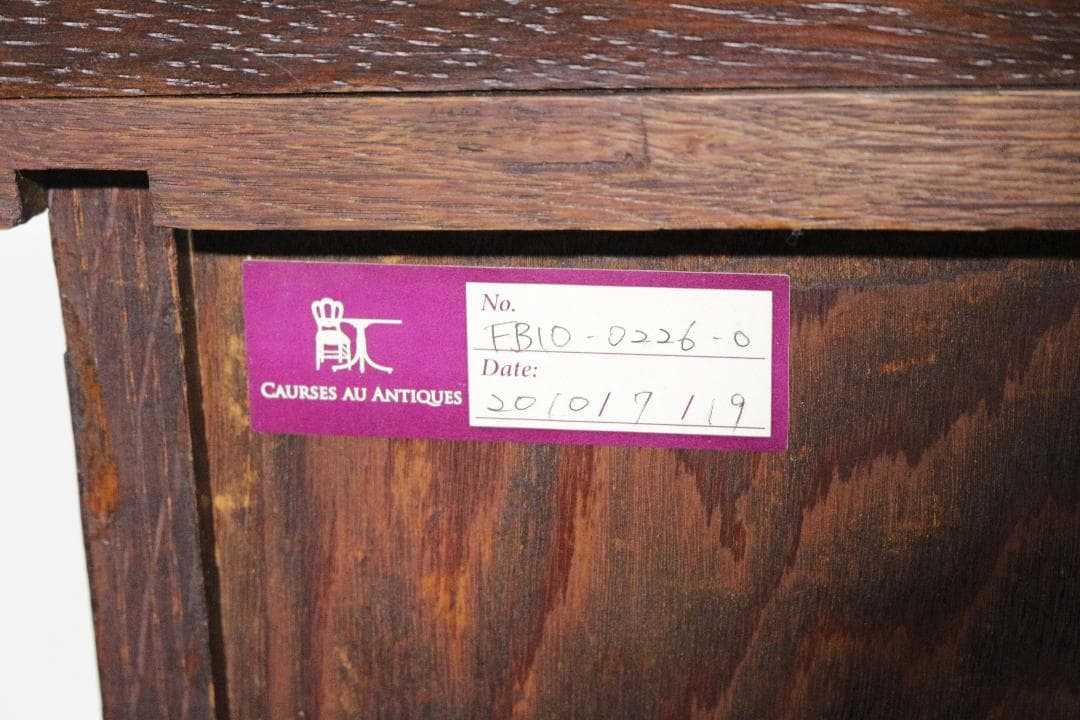 CAURSES AU ANTIQUES
No.
FB10-0226-0
Date:
2010/7/19